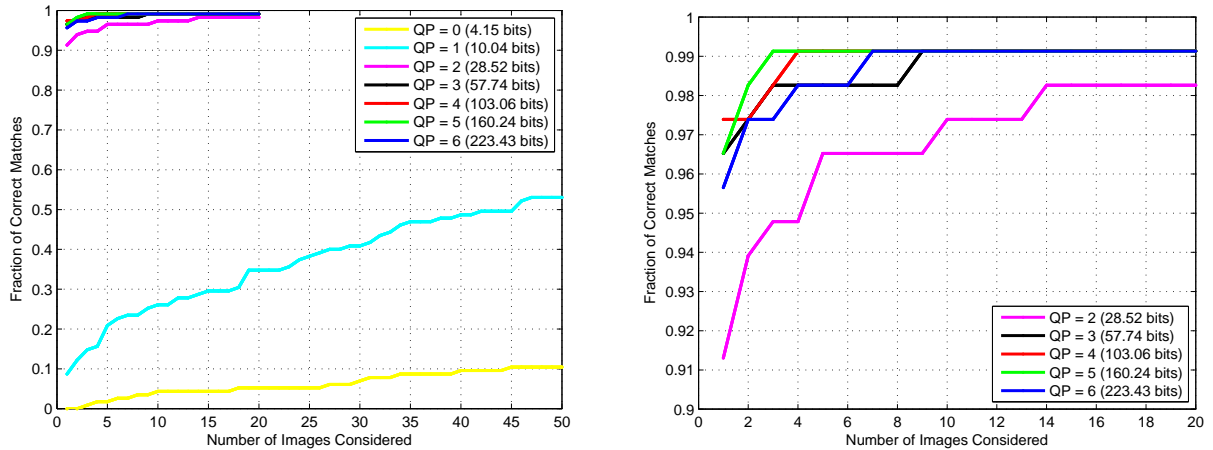 1
0.9
0.8
0.7
0.6
0.5
0.4
0.3
0.2
0.1
0
Fraction of Correct Matches
0 5 10 15 20 25 30 35 40 45 50
Number of Images Considered
QP = 0 (4.15 bits)
QP = 1 (10.04 bits)
QP = 2 (28.52 bits)
QP = 3 (57.74 bits)
QP = 4 (103.06 bits)
QP = 5 (160.24 bits)
QP = 6 (223.43 bits)
1
0.99
0.98
0.97
0.96
0.95
0.94
0.93
0.92
0.91
0.9
Fraction of Correct Matches
0 2 4 6 8 10 12 14 16 18 20
Number of Images Considered
QP = 2 (28.52 bits)
QP = 3 (57.74 bits)
QP = 4 (103.06 bits)
QP = 5 (160.24 bits)
QP = 6 (223.43 bits)